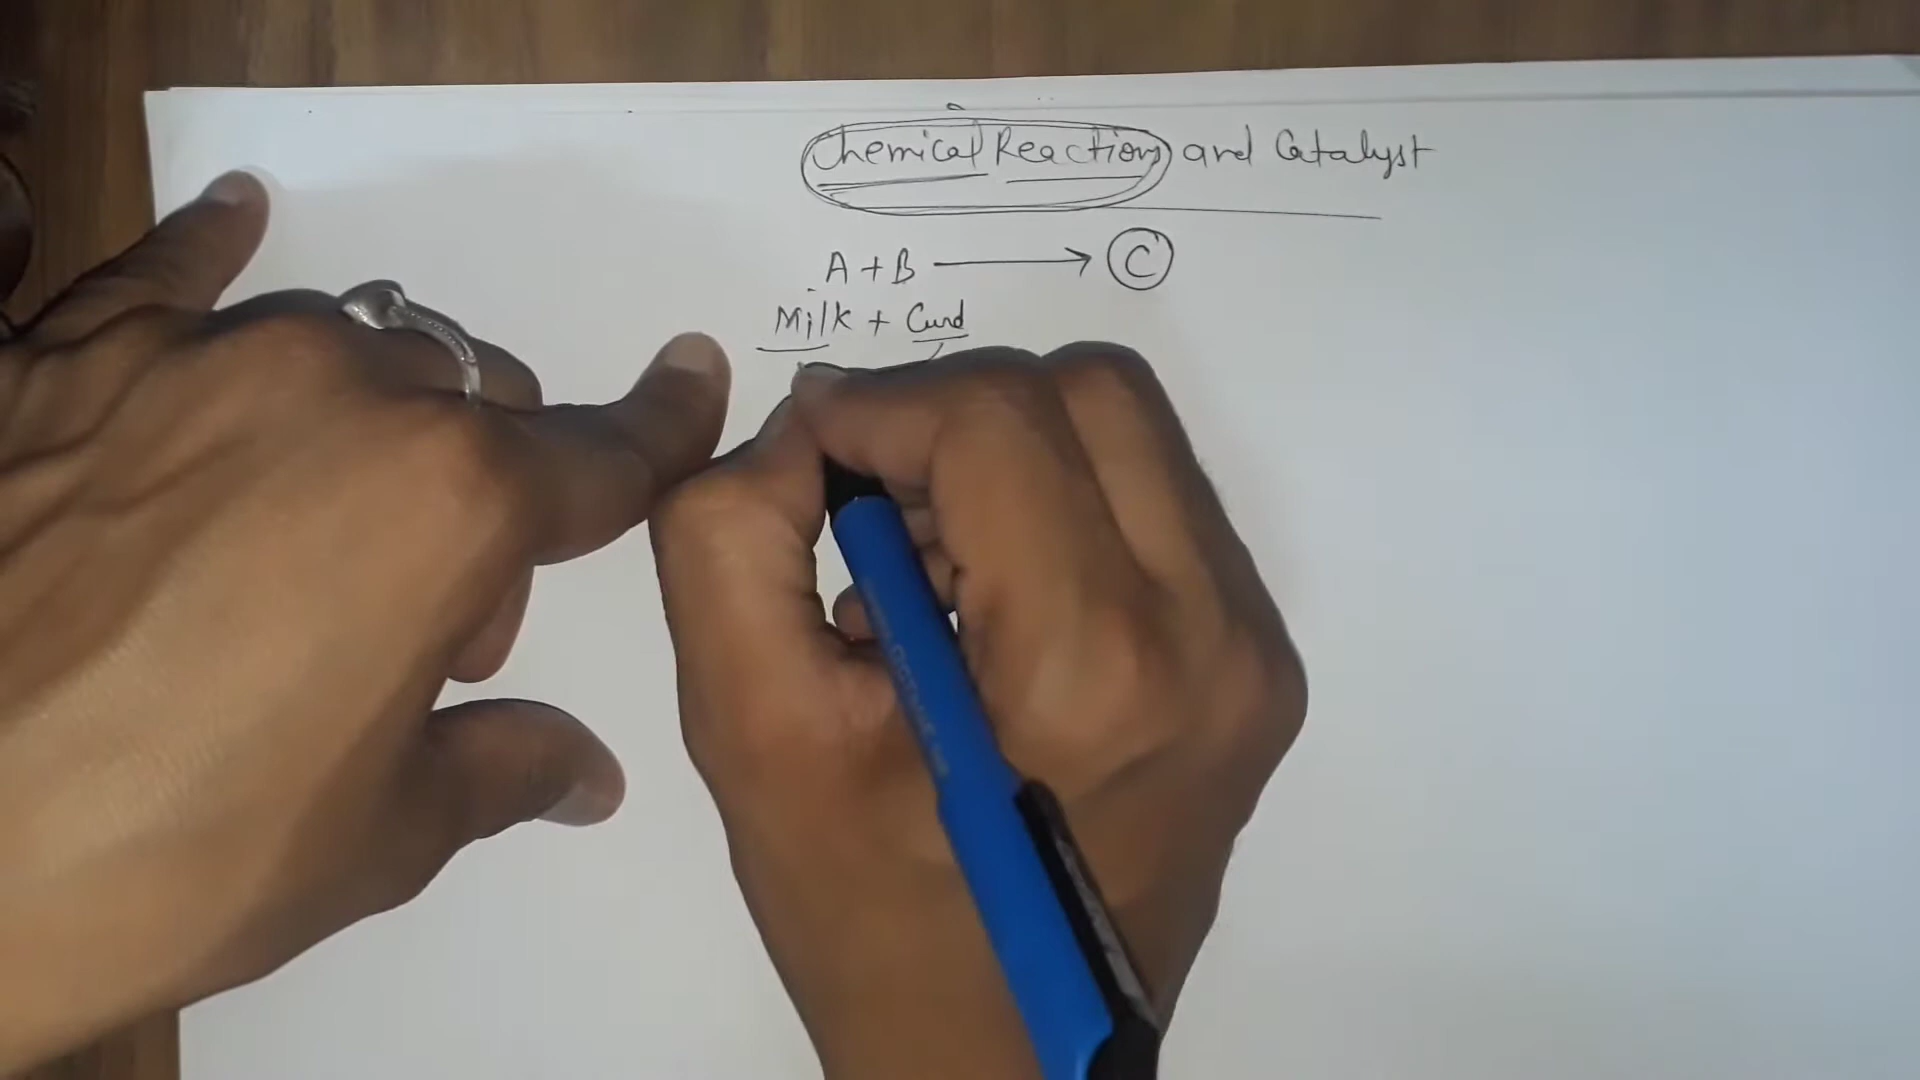 Chemical Reactions and Catalyst
A + B ⟶ C
Milk + Curd